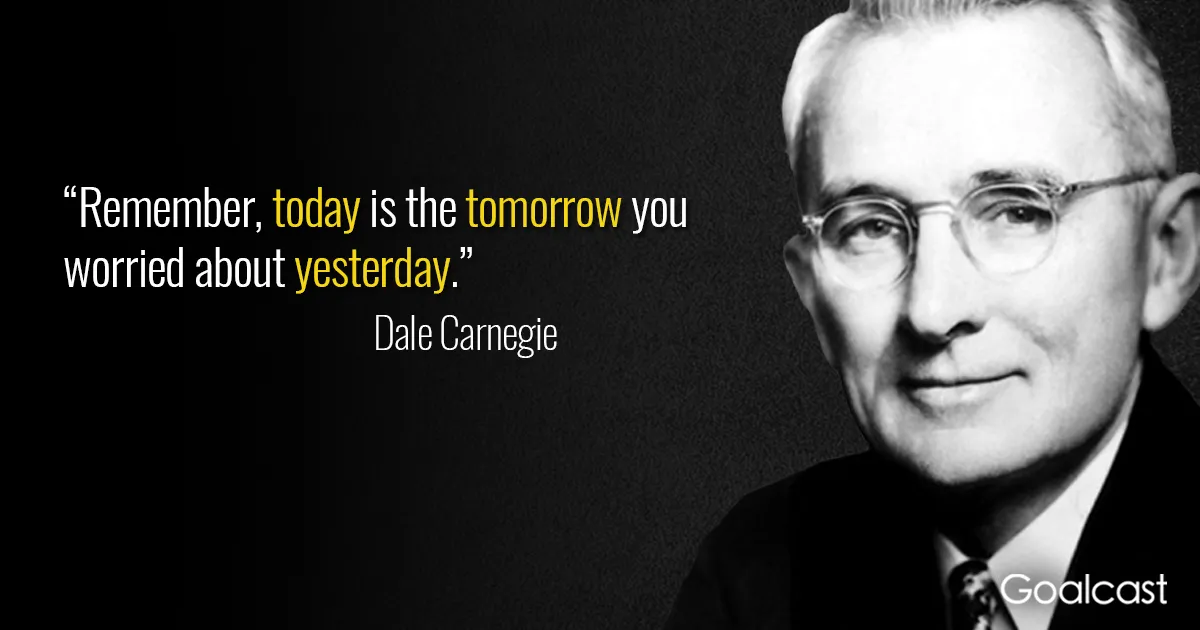 “Remember, today is the tomorrow you
worried about yesterday.”
Dale Carnegie
Goalcast